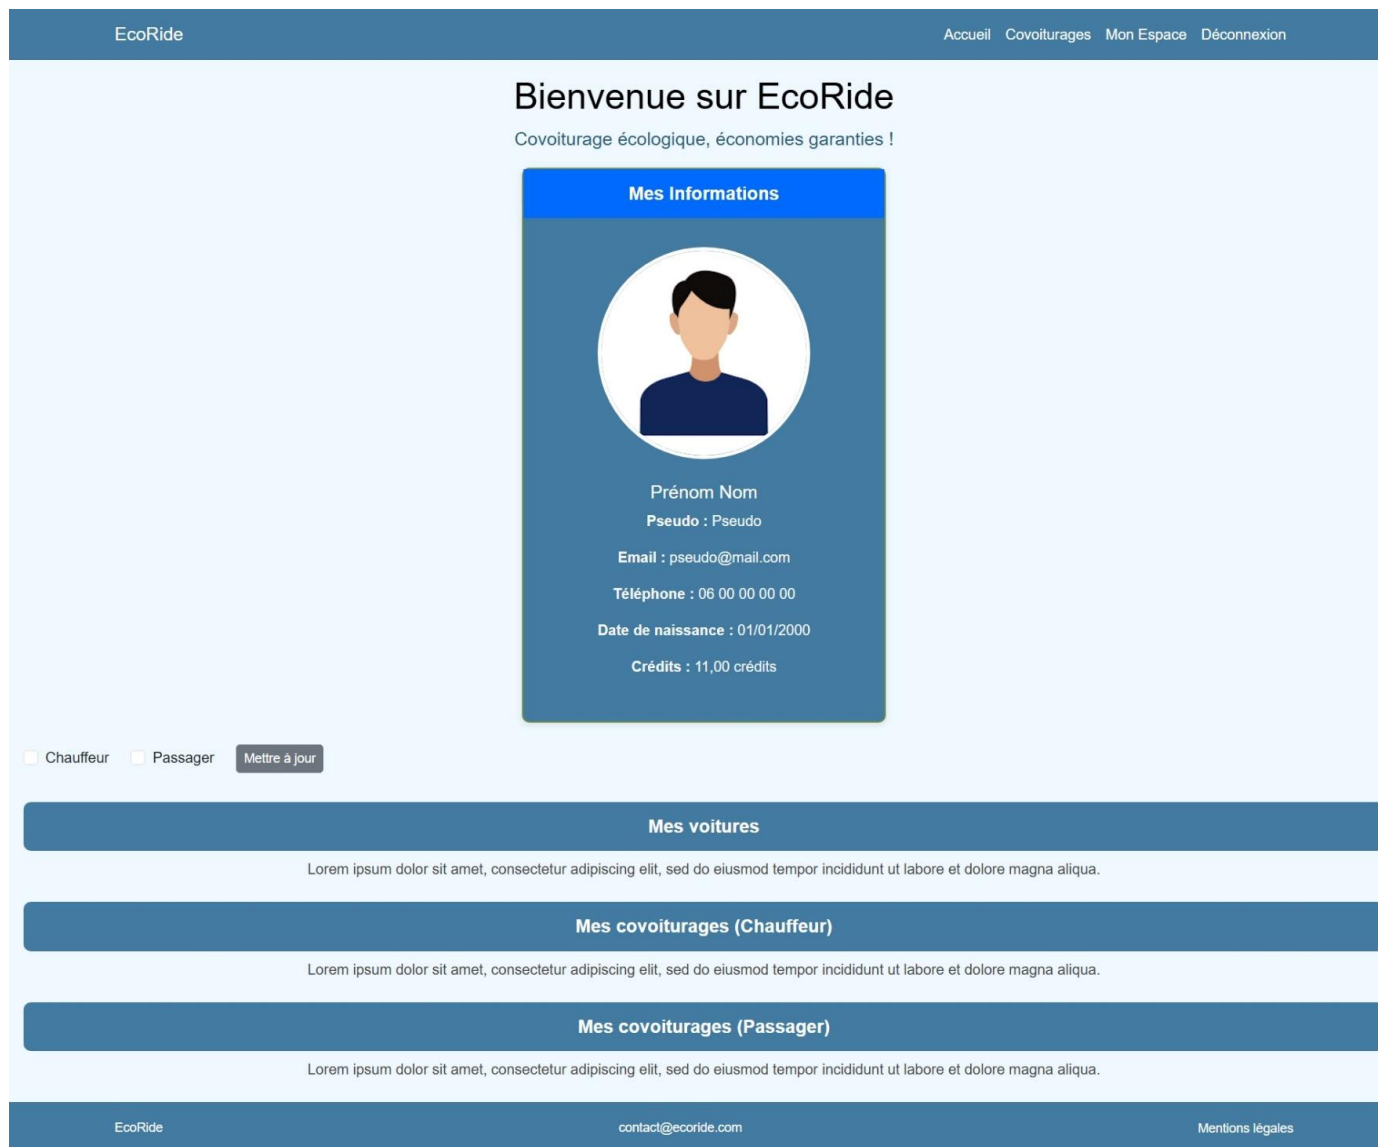 EcoRide
Accueil Covoiturages Mon Espace Déconnexion
Bienvenue sur EcoRide
Covoiturage écologique, économies garanties !
Mes Informations
Prénom Nom
Pseudo : Pseudo
Email : pseudo@mail.com
Téléphone : 06 00 00 00 00
Date de naissance : 01/01/2000
Crédits : 11,00 crédits
Chauffeur Passager Mettre à jour
Mes voitures
Lorem ipsum dolor sit amet, consectetur adipiscing elit, sed do eiusmod tempor incididunt ut labore et dolore magna aliqua.
Mes covoiturages (Chauffeur)
Lorem ipsum dolor sit amet, consectetur adipiscing elit, sed do eiusmod tempor incididunt ut labore et dolore magna aliqua.
Mes covoiturages (Passager)
Lorem ipsum dolor sit amet, consectetur adipiscing elit, sed do eiusmod tempor incididunt ut labore et dolore magna aliqua.
EcoRide contact@ecoride.com Mentions légales